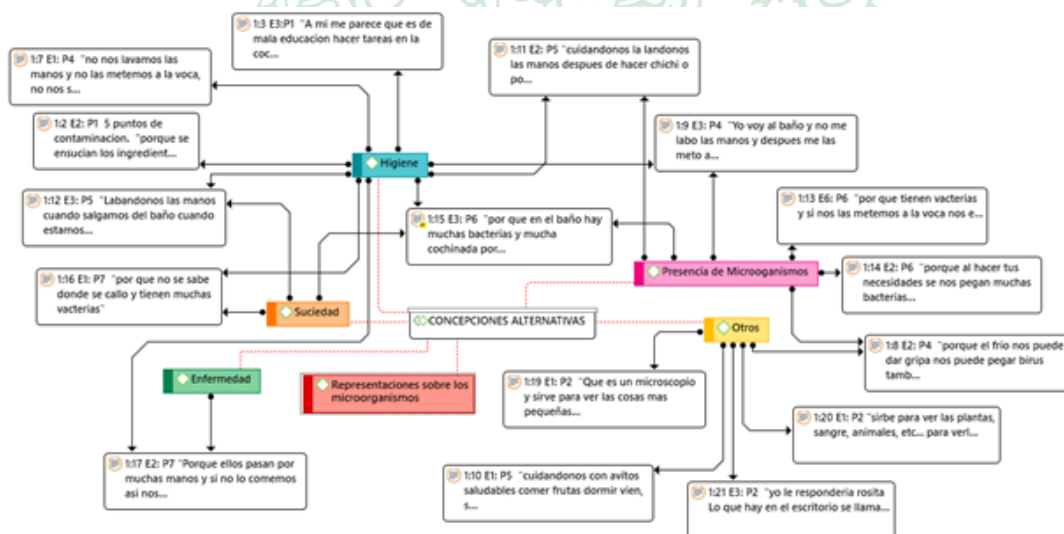 1:3 E3:P1 "A mi me parece que es de
mala educacion hacer tareas en la
coc...
1:7 E1: P4 "no nos lavamos las
manos y no las metemos a la voca,
no nos s...
1:11 E2: P5 "cuidandonos la landonos
las manos despues de hacer chichi o
po...
1:2 E2: P1 5 puntos de
contaminacion. "porque se
ensucian los ingredient....
1:9 E3: P4 "Yo voy al baño y no me
labo las manos y despues me las
meto a...
Higiene
1:12 E3: P5 "Labandonos las manos
cuando salgamos del baño cuando
estamos...
1:15 E3: P6 "por que en el baño hay
muchas bacterias y mucha
cochinada por...
1:13 E6: P6 "por que tienen vacterias
y si nos las metemos a la voca nos e...
1:16 E1: P7 "por que no se sabe
donde se callo y tienen muchas
vacterias"
Presencia de Microoganismos
1:14 E2: P6 "porque al hacer tus
necesidades se nos pegan muchas
bacterias...
Suciedad
CONCEPCIONES ALTERNATIVAS
Otros
1:8 E2: P4 "porque el frio nos puede
dar gripa nos puede pegar birus
tamb...
Enfermedad
Representaciones sobre los
microorganismos
1:19 E1: P2 "Que es un microscopio
y sirve para ver las cosas mas
pequeñas...
1:20 E1: P2 "sirbe para ver las plantas,
sangre, animales, etc... para verl...
1:17 E2: P7 "Porque ellos pasan por
muchas manos y si no lo comemos
asi nos...
1:10 E1: P5 "cuidandonos con avitos
saludables comer frutas dormir vien,
s...
1:21 E3: P2 "yo le responderia rosita
Lo que hay en el escritorio se llama...